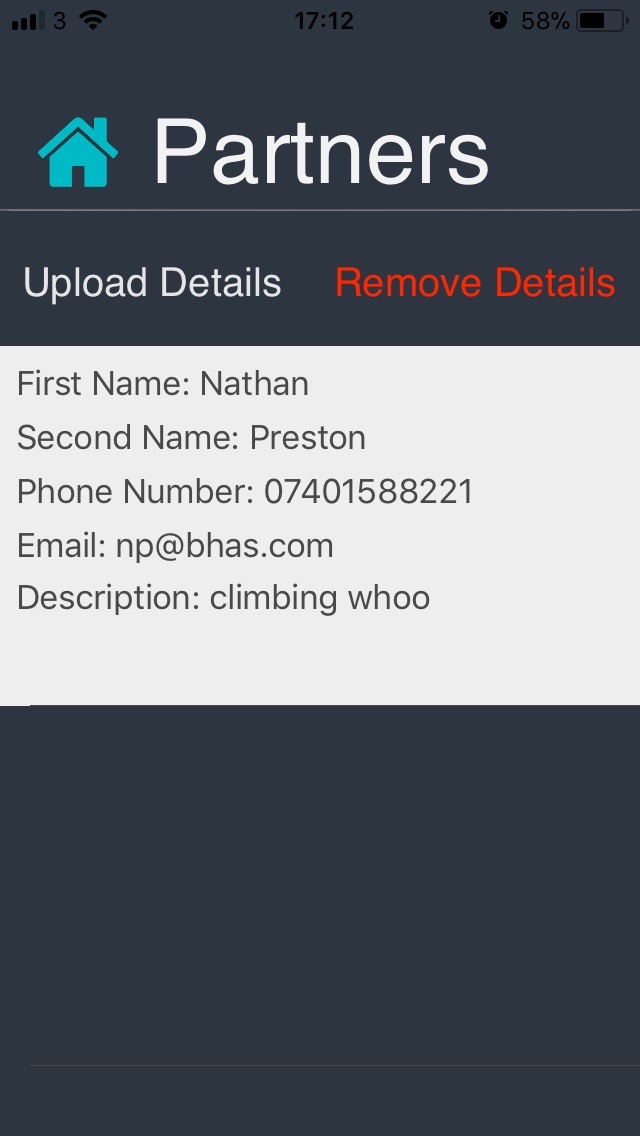 3 17:12 58%
Partners
Upload Details Remove Details
First Name: Nathan
Second Name: Preston
Phone Number: 07401588221
Email: np@bhas.com
Description: climbing whoo